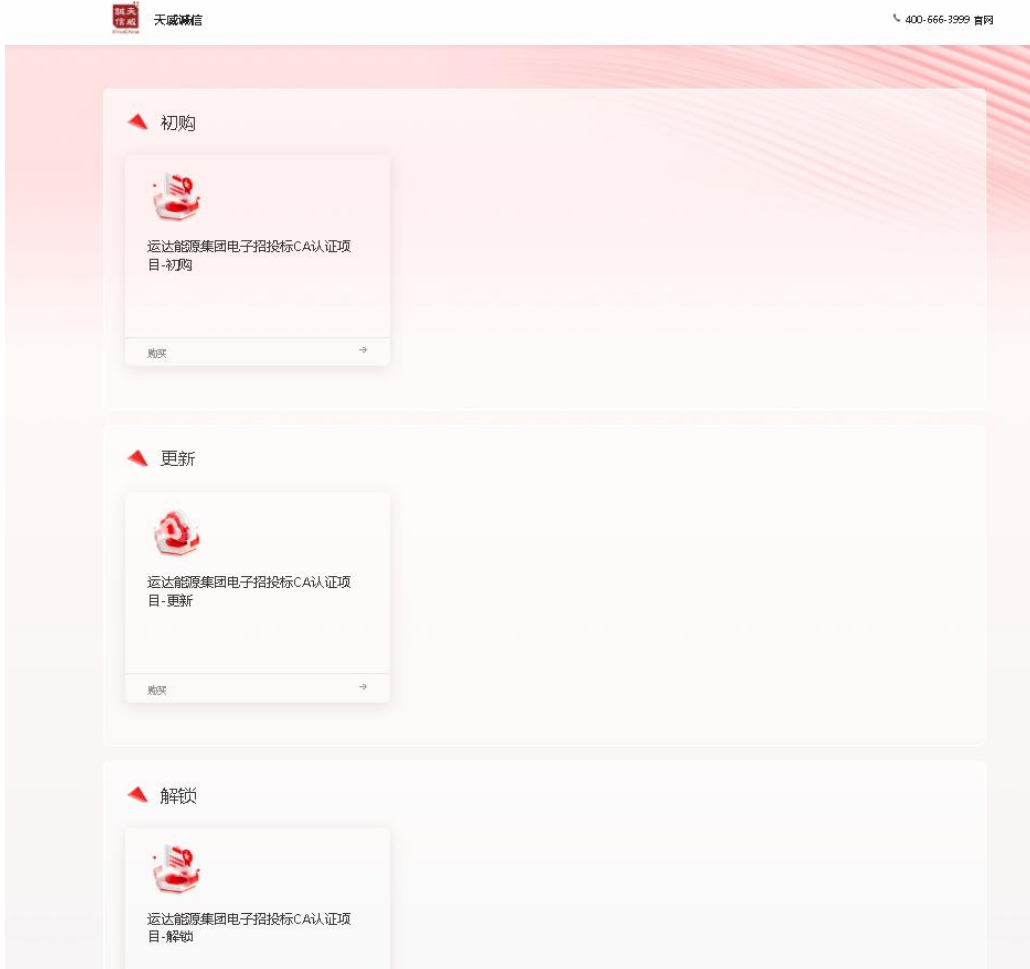 天威诚信
400-666-3999 官网
初购
运达能源集团电子招投标CA认证项
目-初购
购买
更新
运达能源集团电子招投标CA认证项
目-更新
购买
解锁
运达能源集团电子招投标CA认证项
目-解锁